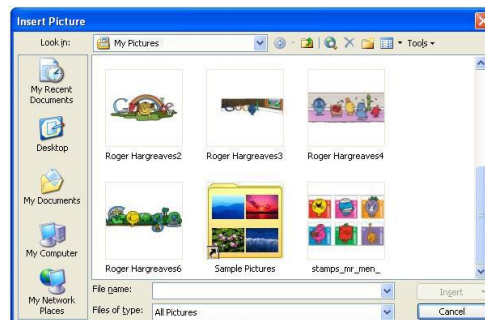 Insert Picture
Look in:
My Pictures
Tools
My Recent
Documents
Desktop
My Documents
My Computer
My Network
Places
Google
Roger Hargreaves2
Roger Hargreaves3
Roger Hargreaves4
Roger Hargreaves6
Sample Pictures
stamps_mr_men_
File name:
Insert
Files of type:
All Pictures
Cancel